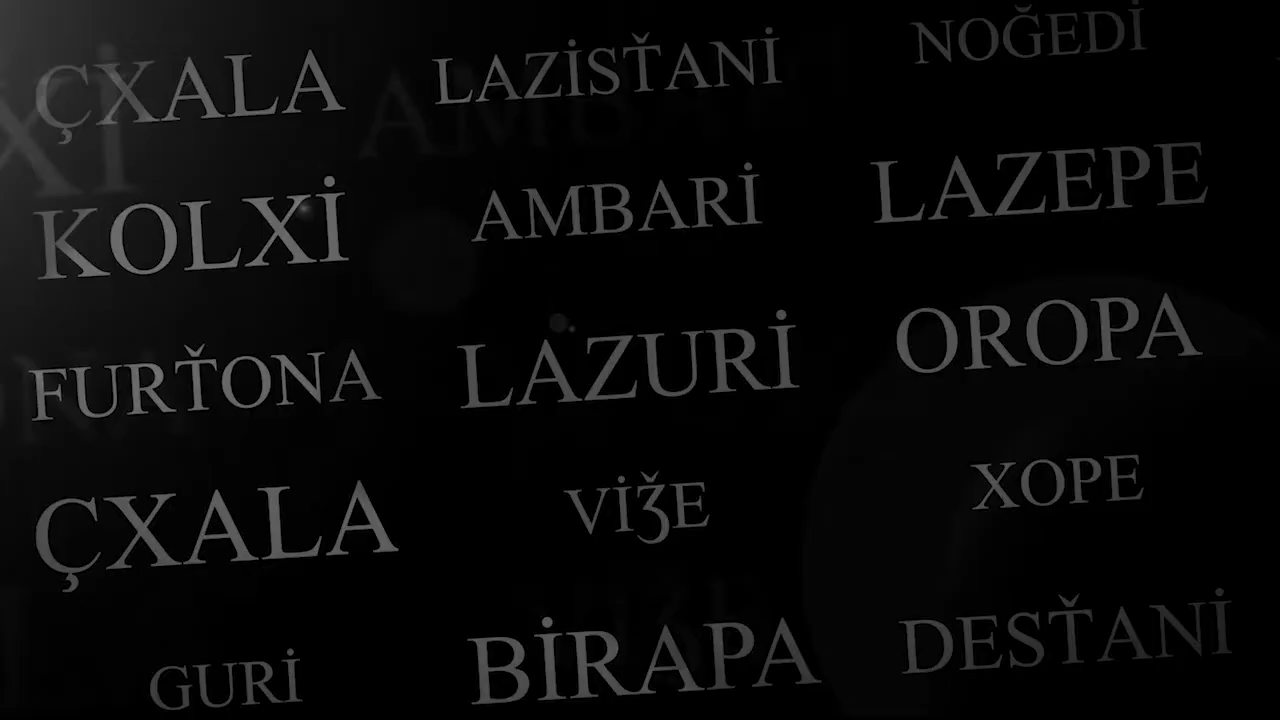 ÇXALA LAZİSŤANİ NOĞEDİ
KOLXİ AMBARİ LAZEPE
FURŤONA LAZURİ OROPA
ÇXALA VİǮE XOPE
GURİ BİRAPA DESŤANİ